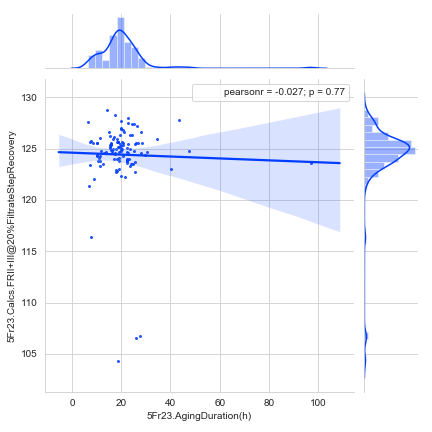 pearsonr = -0.027; p = 0.77
130
125
120
115
110
105
5Fr23.Calcs.FRII+III@20%FiltrateStepRecovery
0 20 40 60 80 100
5Fr23.AgingDuration(h)